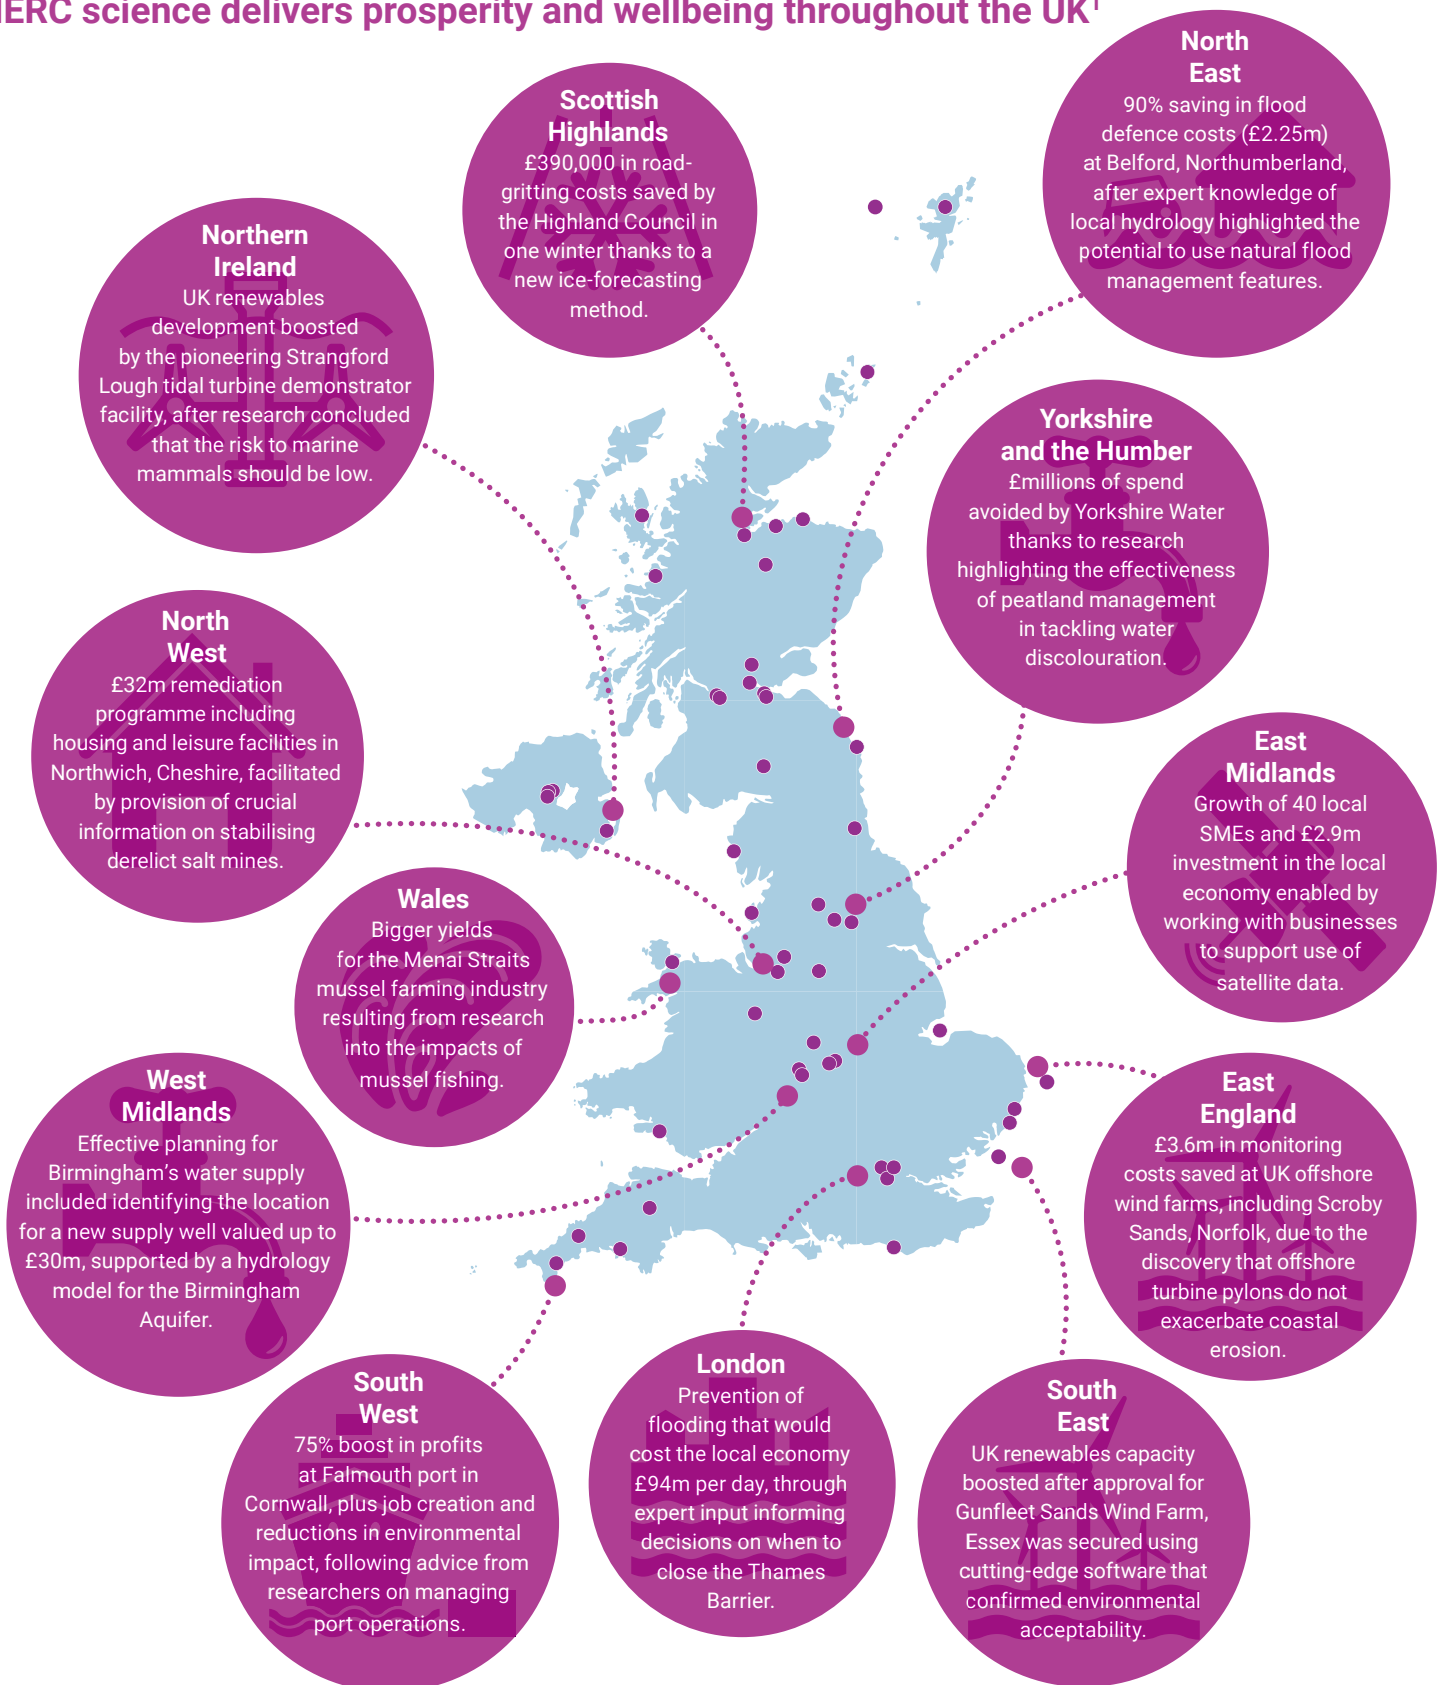 ERC science delivers prosperity and wellbeing throughout the UK¹
North
East
90% saving in flood
defence costs (£2.25m)
at Belford, Northumberland,
after expert knowledge of
local hydrology highlighted the
potential to use natural flood
management features.
Scottish
Highlands
£390,000 in road-
gritting costs saved by
the Highland Council in
one winter thanks to a
new ice-forecasting
method.
Northern
Ireland
UK renewables
development boosted
by the pioneering Strangford
Lough tidal turbine demonstrator
facility, after research concluded
that the risk to marine
mammals should be low.
Yorkshire
and the Humber
£millions of spend
avoided by Yorkshire Water
thanks to research
highlighting the effectiveness
of peatland management
in tackling water
discolouration.
North
West
£32m remediation
programme including
housing and leisure facilities in
Northwich, Cheshire, facilitated
by provision of crucial
information on stabilising
derelict salt mines.
East
Midlands
Growth of 40 local
SMEs and £2.9m
investment in the local
economy enabled by
working with businesses
to support use of
satellite data.
Wales
Bigger yields
for the Menai Straits
mussel farming industry
resulting from research
into the impacts of
mussel fishing.
West
Midlands
Effective planning for
Birmingham's water supply
included identifying the location
for a new supply well valued up to
£30m, supported by a hydrology
model for the Birmingham
Aquifer.
East
England
£3.6m in monitoring
costs saved at UK offshore
wind farms, including Scroby
Sands, Norfolk, due to the
discovery that offshore
turbine pylons do not
exacerbate coastal
erosion.
South
West
75% boost in profits
at Falmouth port in
Cornwall, plus job creation and
reductions in environmental
impact, following advice from
researchers on managing
port operations.
London
Prevention of
flooding that would
cost the local economy
£94m per day, through
expert input informing
decisions on when to
close the Thames
Barrier.
South
East
UK renewables capacity
boosted after approval for
Gunfleet Sands Wind Farm,
Essex was secured using
cutting-edge software that
confirmed environmental
acceptability.